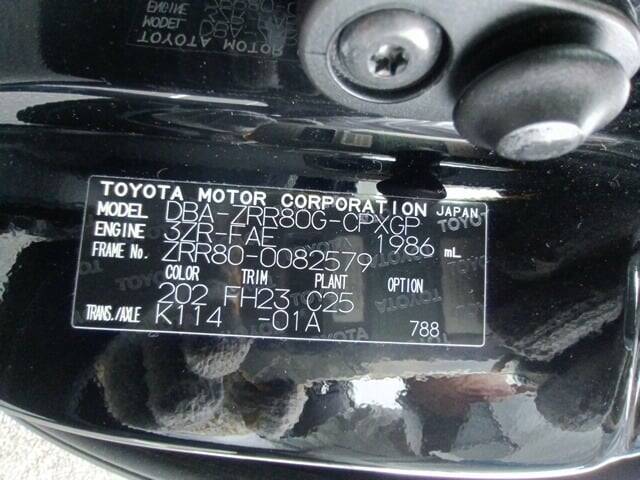 TOYOTA MOTOR CORPORATION JAPAN
MODEL DBA-ZRR80G-CPXGP
ENGINE 3ZR-FAE 1986 mL
FRAME No. ZRR80-0082579
COLOR TRIM PLANT
202 FH23 C25
TRANS./AXLE K114 -01A 788